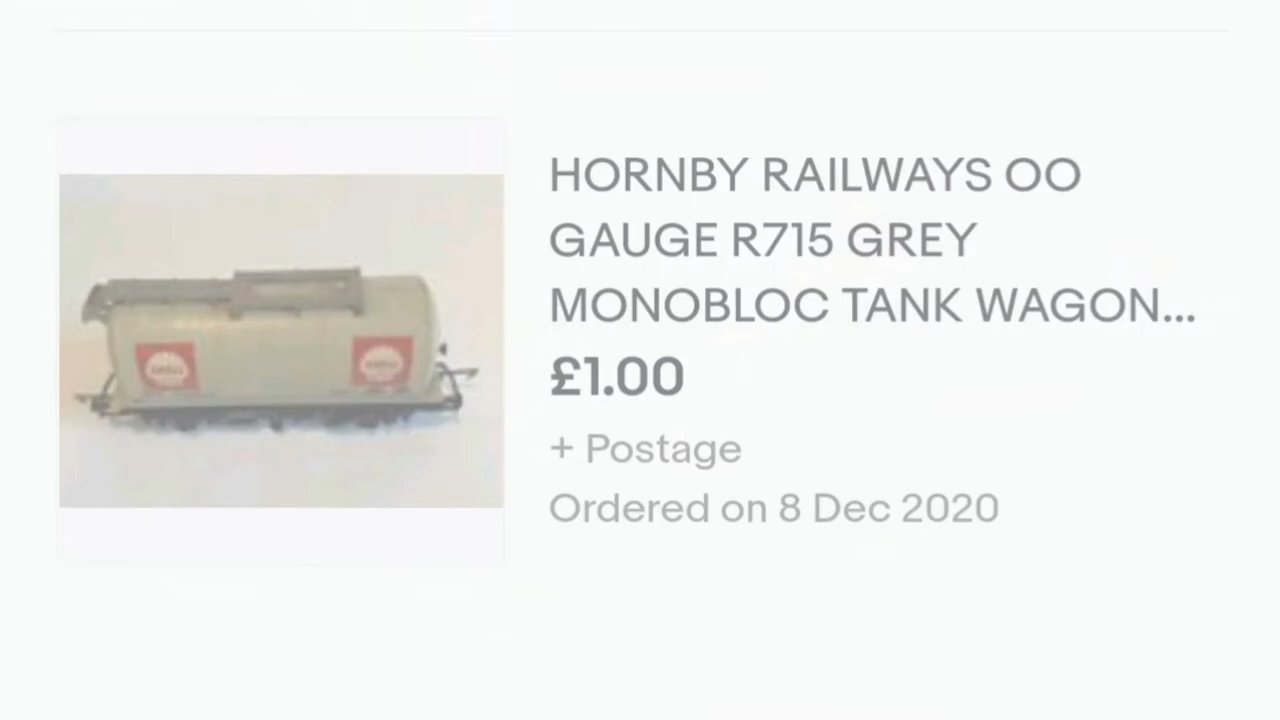 HORNBY RAILWAYS OO
GAUGE R715 GREY
MONOBLOC TANK WAGON...
£1.00
+ Postage
Ordered on 8 Dec 2020